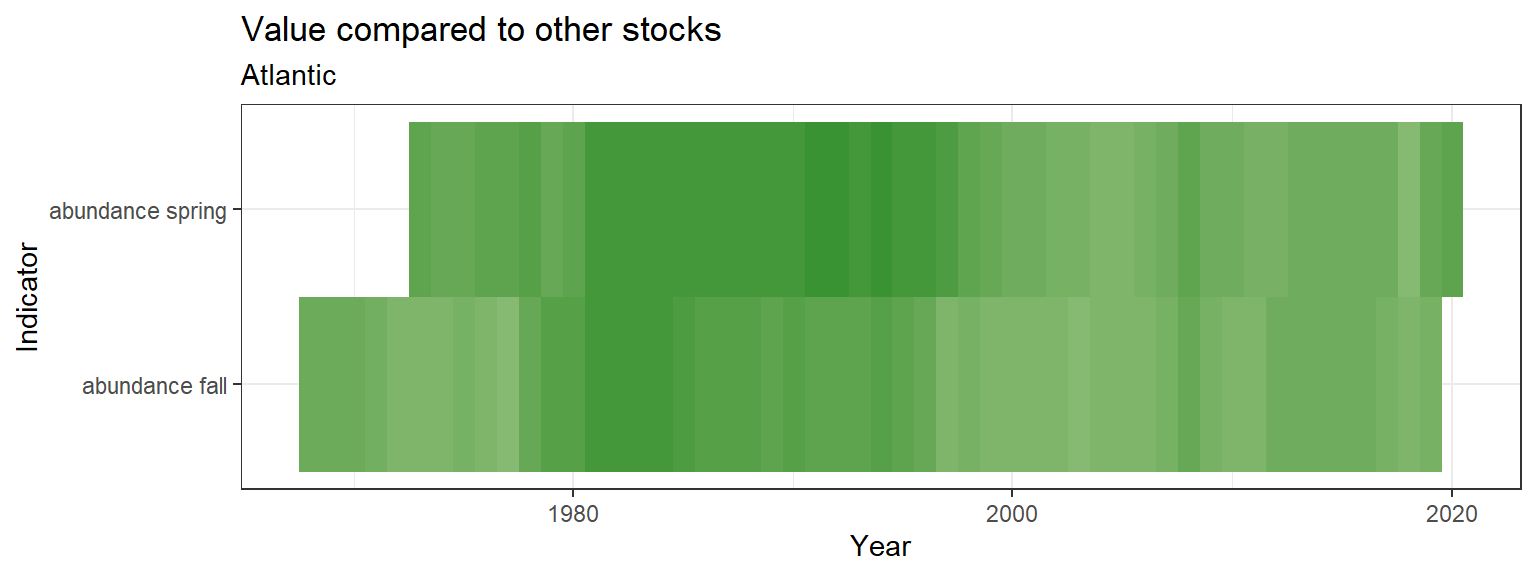 Value compared to other stocks
Atlantic
Indicator
abundance spring
abundance fall
1980
2000
2020
Year